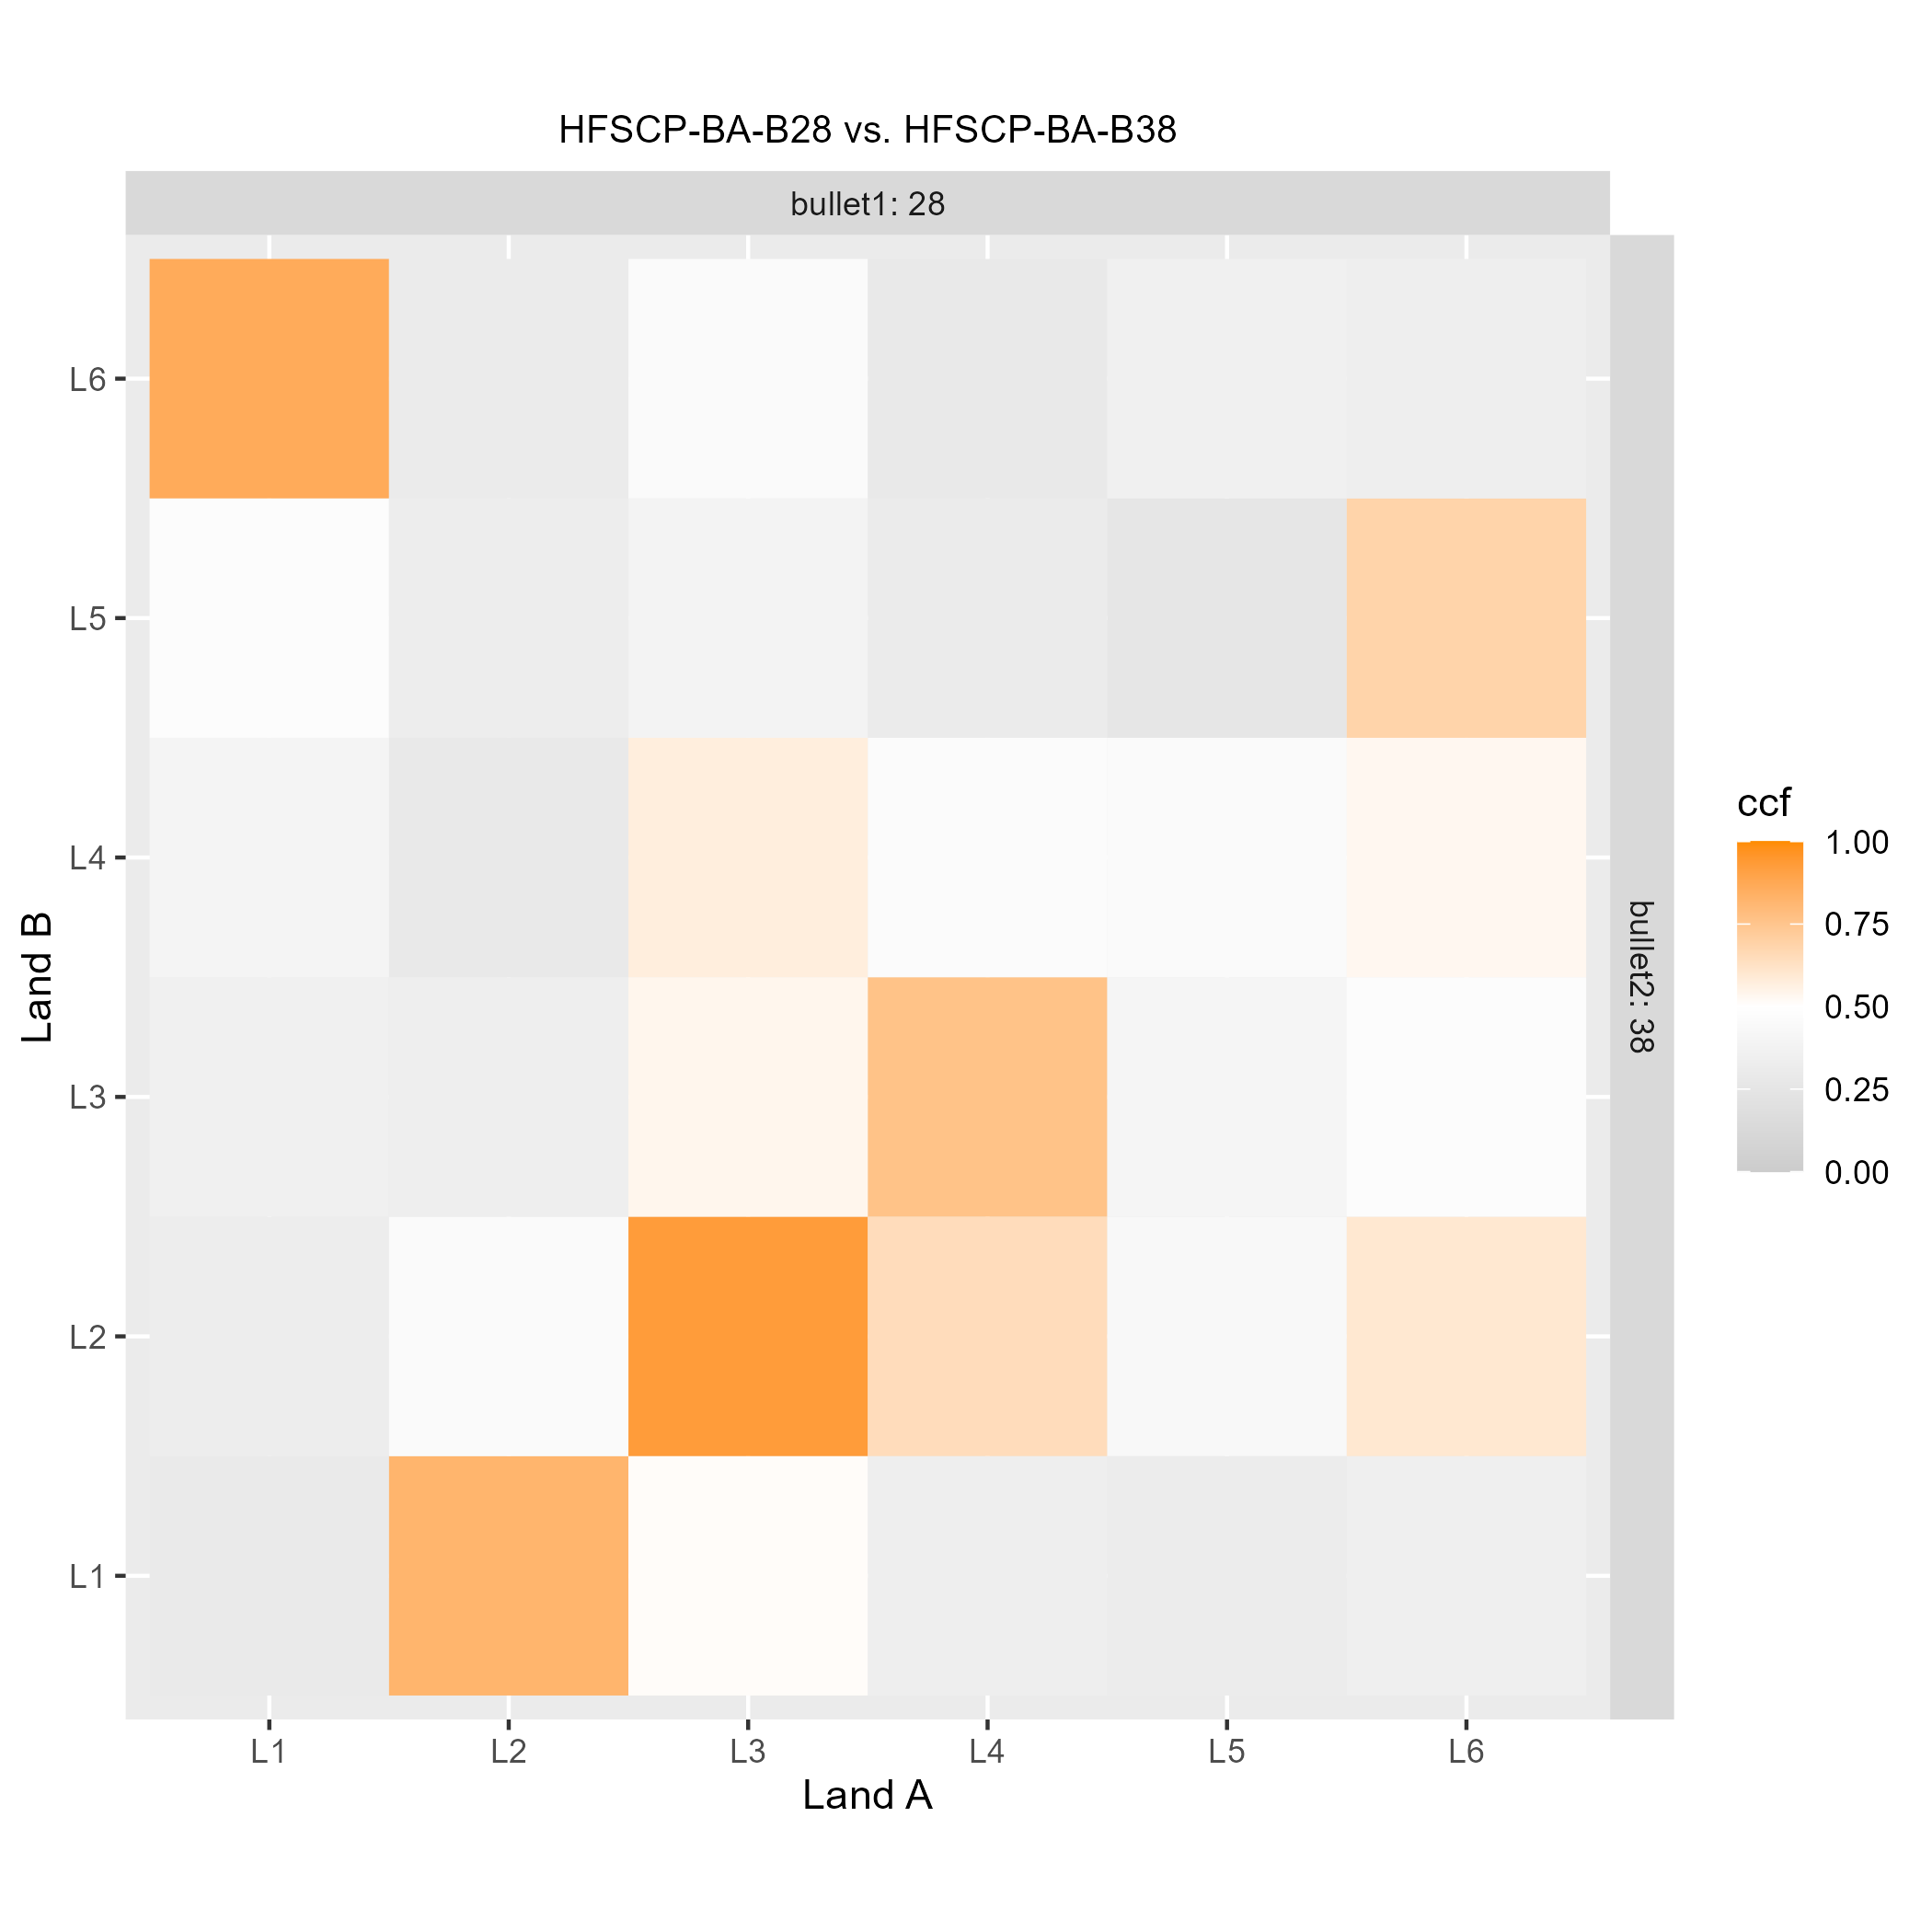 HFSCP-BA-B28 vs. HFSCP-BA-B38
bullet1: 28
L6
L5
L4
L3
L2
L1
Land B
bullet2: 38
L1 L2 L3 L4 L5 L6
Land A
ccf
1.00
0.75
0.50
0.25
0.00